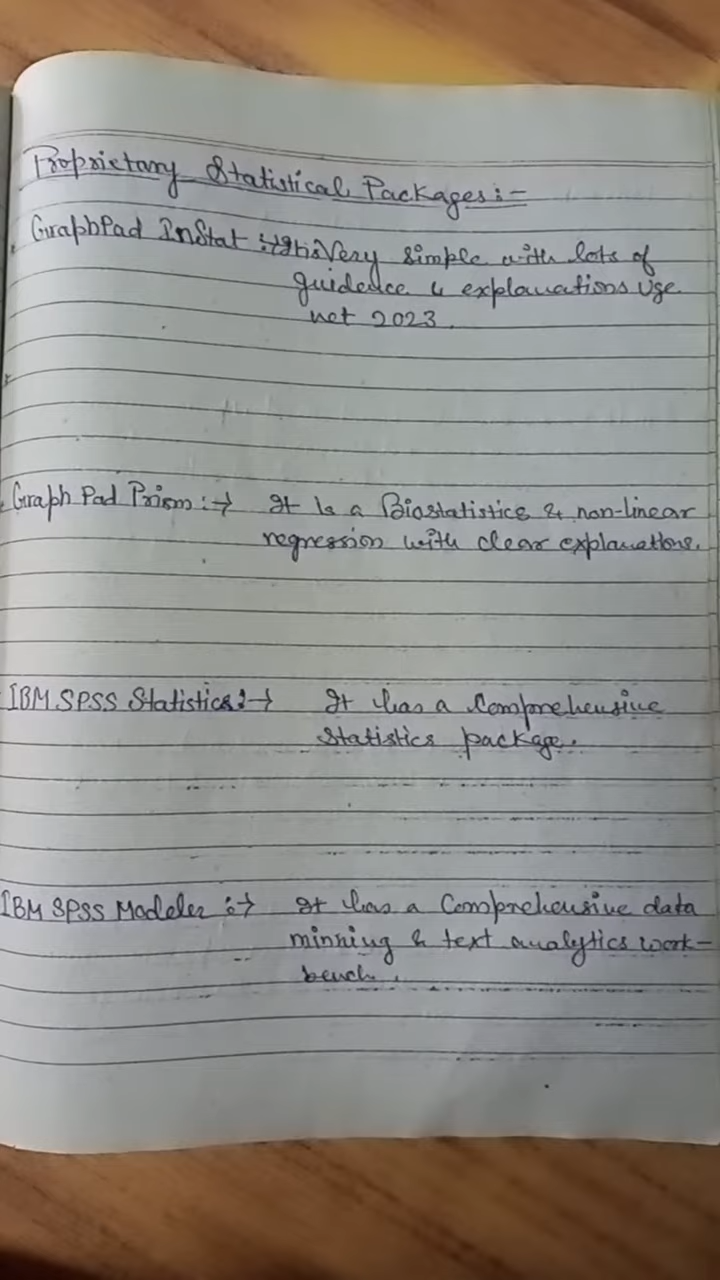 Proprietary Statistical Packages:-
GraphPad InStat :→ It is Very simple with lots of
guidence & explanations Use
net 2023.
Graph Pad Prism :→ It is a Biostatistics & non-linear
regression with clear explanations.
IBM SPSS Statistics :→ It has a Comprehensive
Statistics package.
IBM SPSS Modeler :→ It has a Comprehensive data
minning & text analytics work-
bench.